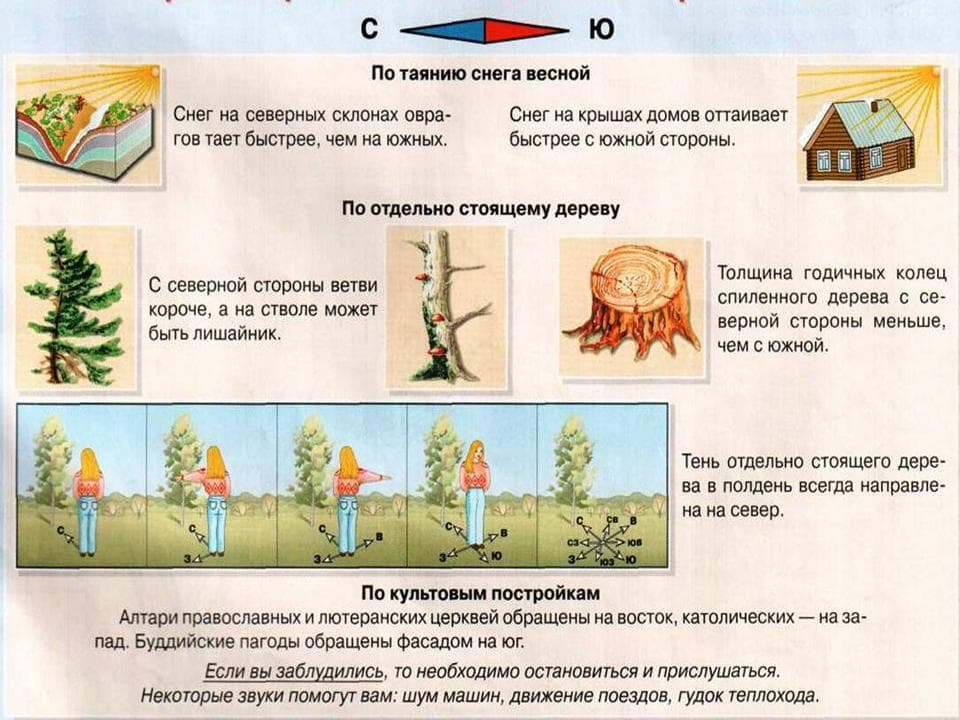 С Ю
По таянию снега весной
Снег на северных склонах овра-
гов тает быстрее, чем на южных.
Снег на крышах домов оттаивает
быстрее с южной стороны.
По отдельно стоящему дереву
С северной стороны ветви
короче, а на стволе может
быть лишайник.
Толщина годичных колец
спиленного дерева с се-
верной стороны меньше,
чем с южной.
С
С З
С В З
С В З Ю
С СВ В СЗ ЮВ З ЮЗ Ю
Тень отдельно стоящего дере-
ва в полдень всегда направле-
на на север.
По культовым постройкам
Алтари православных и лютеранских церквей обращены на восток, католических — на за-
пад. Буддийские пагоды обращены фасадом на юг.
Если вы заблудились, то необходимо остановиться и прислушаться.
Некоторые звуки помогут вам: шум машин, движение поездов, гудок теплохода.